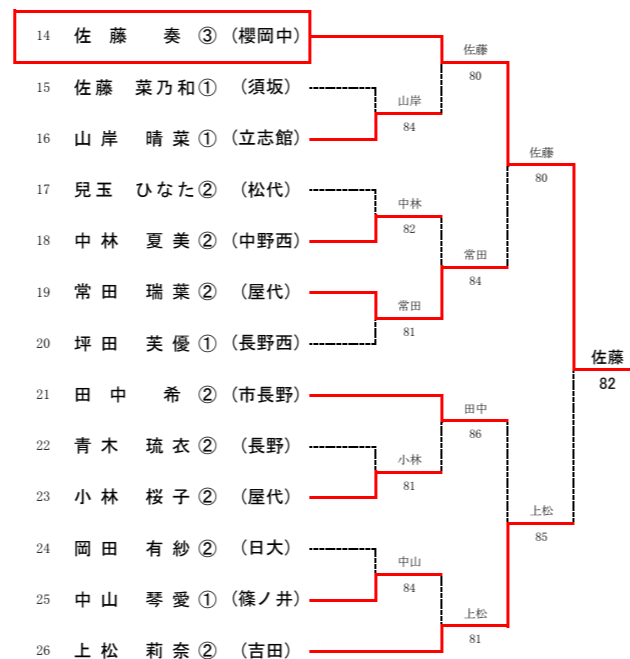 14 佐藤 奏 ③ (櫻岡中)
15 佐藤 菜乃和① (須坂)
16 山岸 晴菜① (立志館)
17 兒玉 ひなた② (松代)
18 中林 夏美② (中野西)
19 常田 瑞葉② (屋代)
20 坪田 芙優① (長野西)
21 田中 希② (市長野)
22 青木 琉衣② (長野)
23 小林 桜子② (屋代)
24 岡田 有紗② (日大)
25 中山 琴愛① (篠ノ井)
26 上松 莉奈② (吉田)
山岸
84
中林
82
常田
81
小林
81
中山
84
佐藤
80
常田
84
田中
86
上松
81
佐藤
80
上松
85
佐藤
82